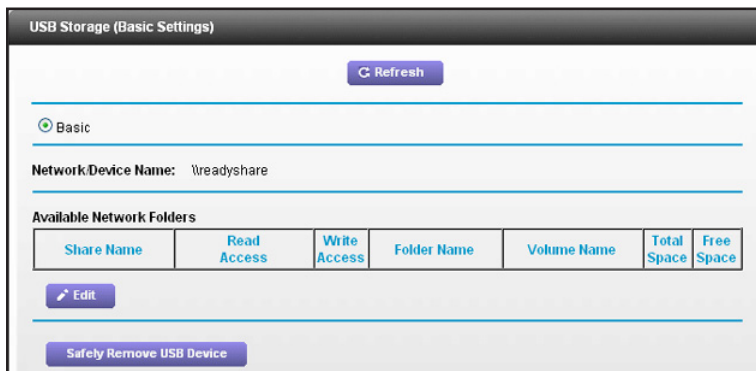 USB Storage (Basic Settings)
Refresh
Basic
Network/Device Name: \\readyshare
Available Network Folders
Share Name Read Access Write Access Folder Name Volume Name Total Space Free Space
Edit
Safely Remove USB Device